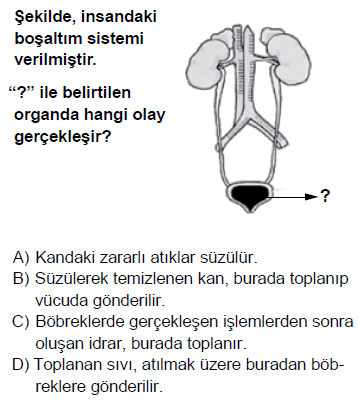 Şekilde, insandaki
boşaltım sistemi
verilmiştir.
“?” ile belirtilen
organda hangi olay
gerçekleşir?
?
A) Kandaki zararlı atıklar süzülür.
B) Süzülerek temizlenen kan, burada toplanıp
vücuda gönderilir.
C) Böbreklerde gerçekleşen işlemlerden sonra
oluşan idrar, burada toplanır.
D) Toplanan sıvı, atılmak üzere buradan böb-
reklere gönderilir.